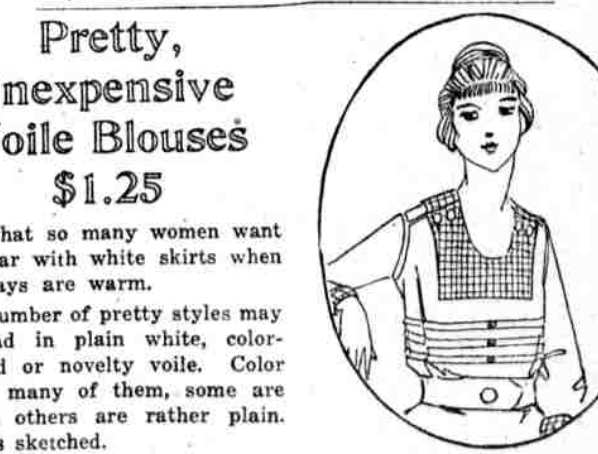 Pretty,
nexpensive
oile Blouses
$1.25
hat so many women want
ar with white skirts when
ays are warm.
umber of pretty styles may
nd in plain white, color-
d or novelty voile. Color
many of them, some are
others are rather plain.
s sketched.